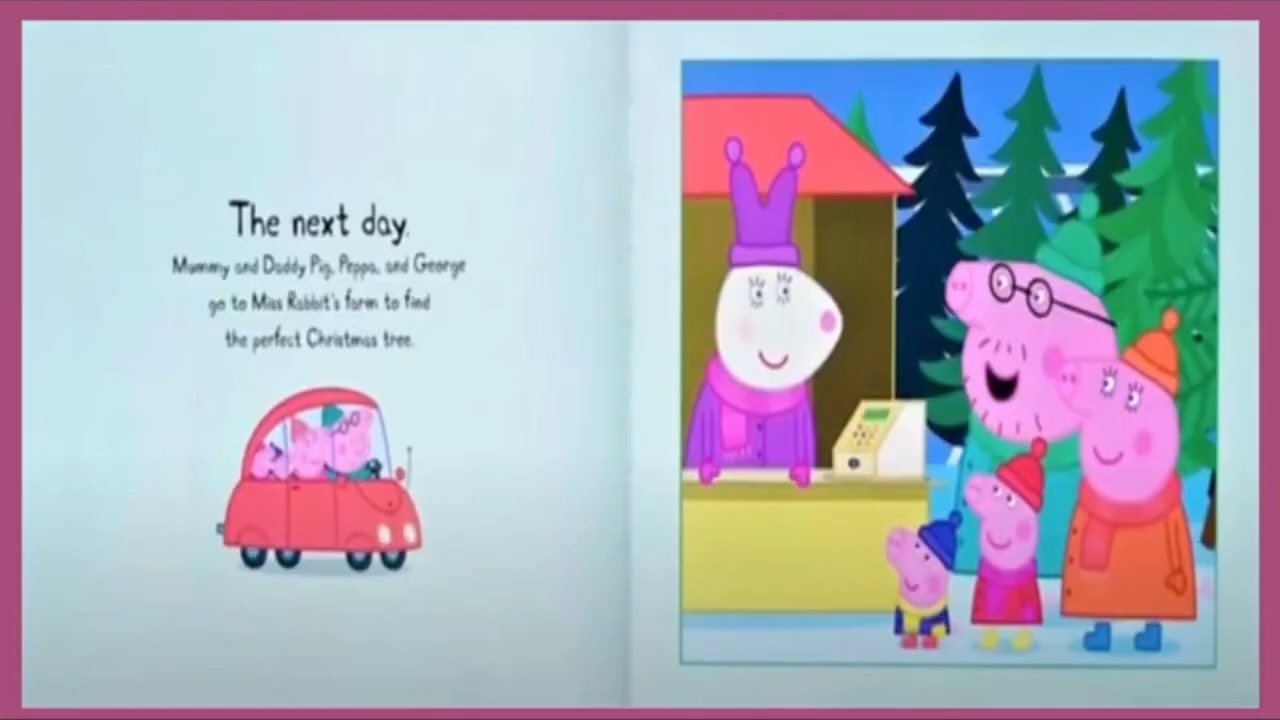 The next day,
Mummy and Daddy Pig, Peppa, and George
go to Miss Rabbit's farm to find
the perfect Christmas tree.